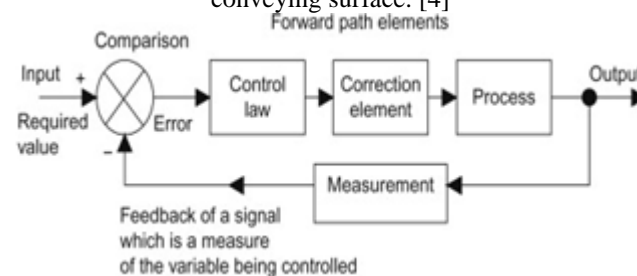 conveying surface. [4]
Forward path elements
Comparison
Input
+
Required
value
Error
−
Control
law
Correction
element
Process
Output
Measurement
Feedback of a signal
which is a measure
of the variable being controlled